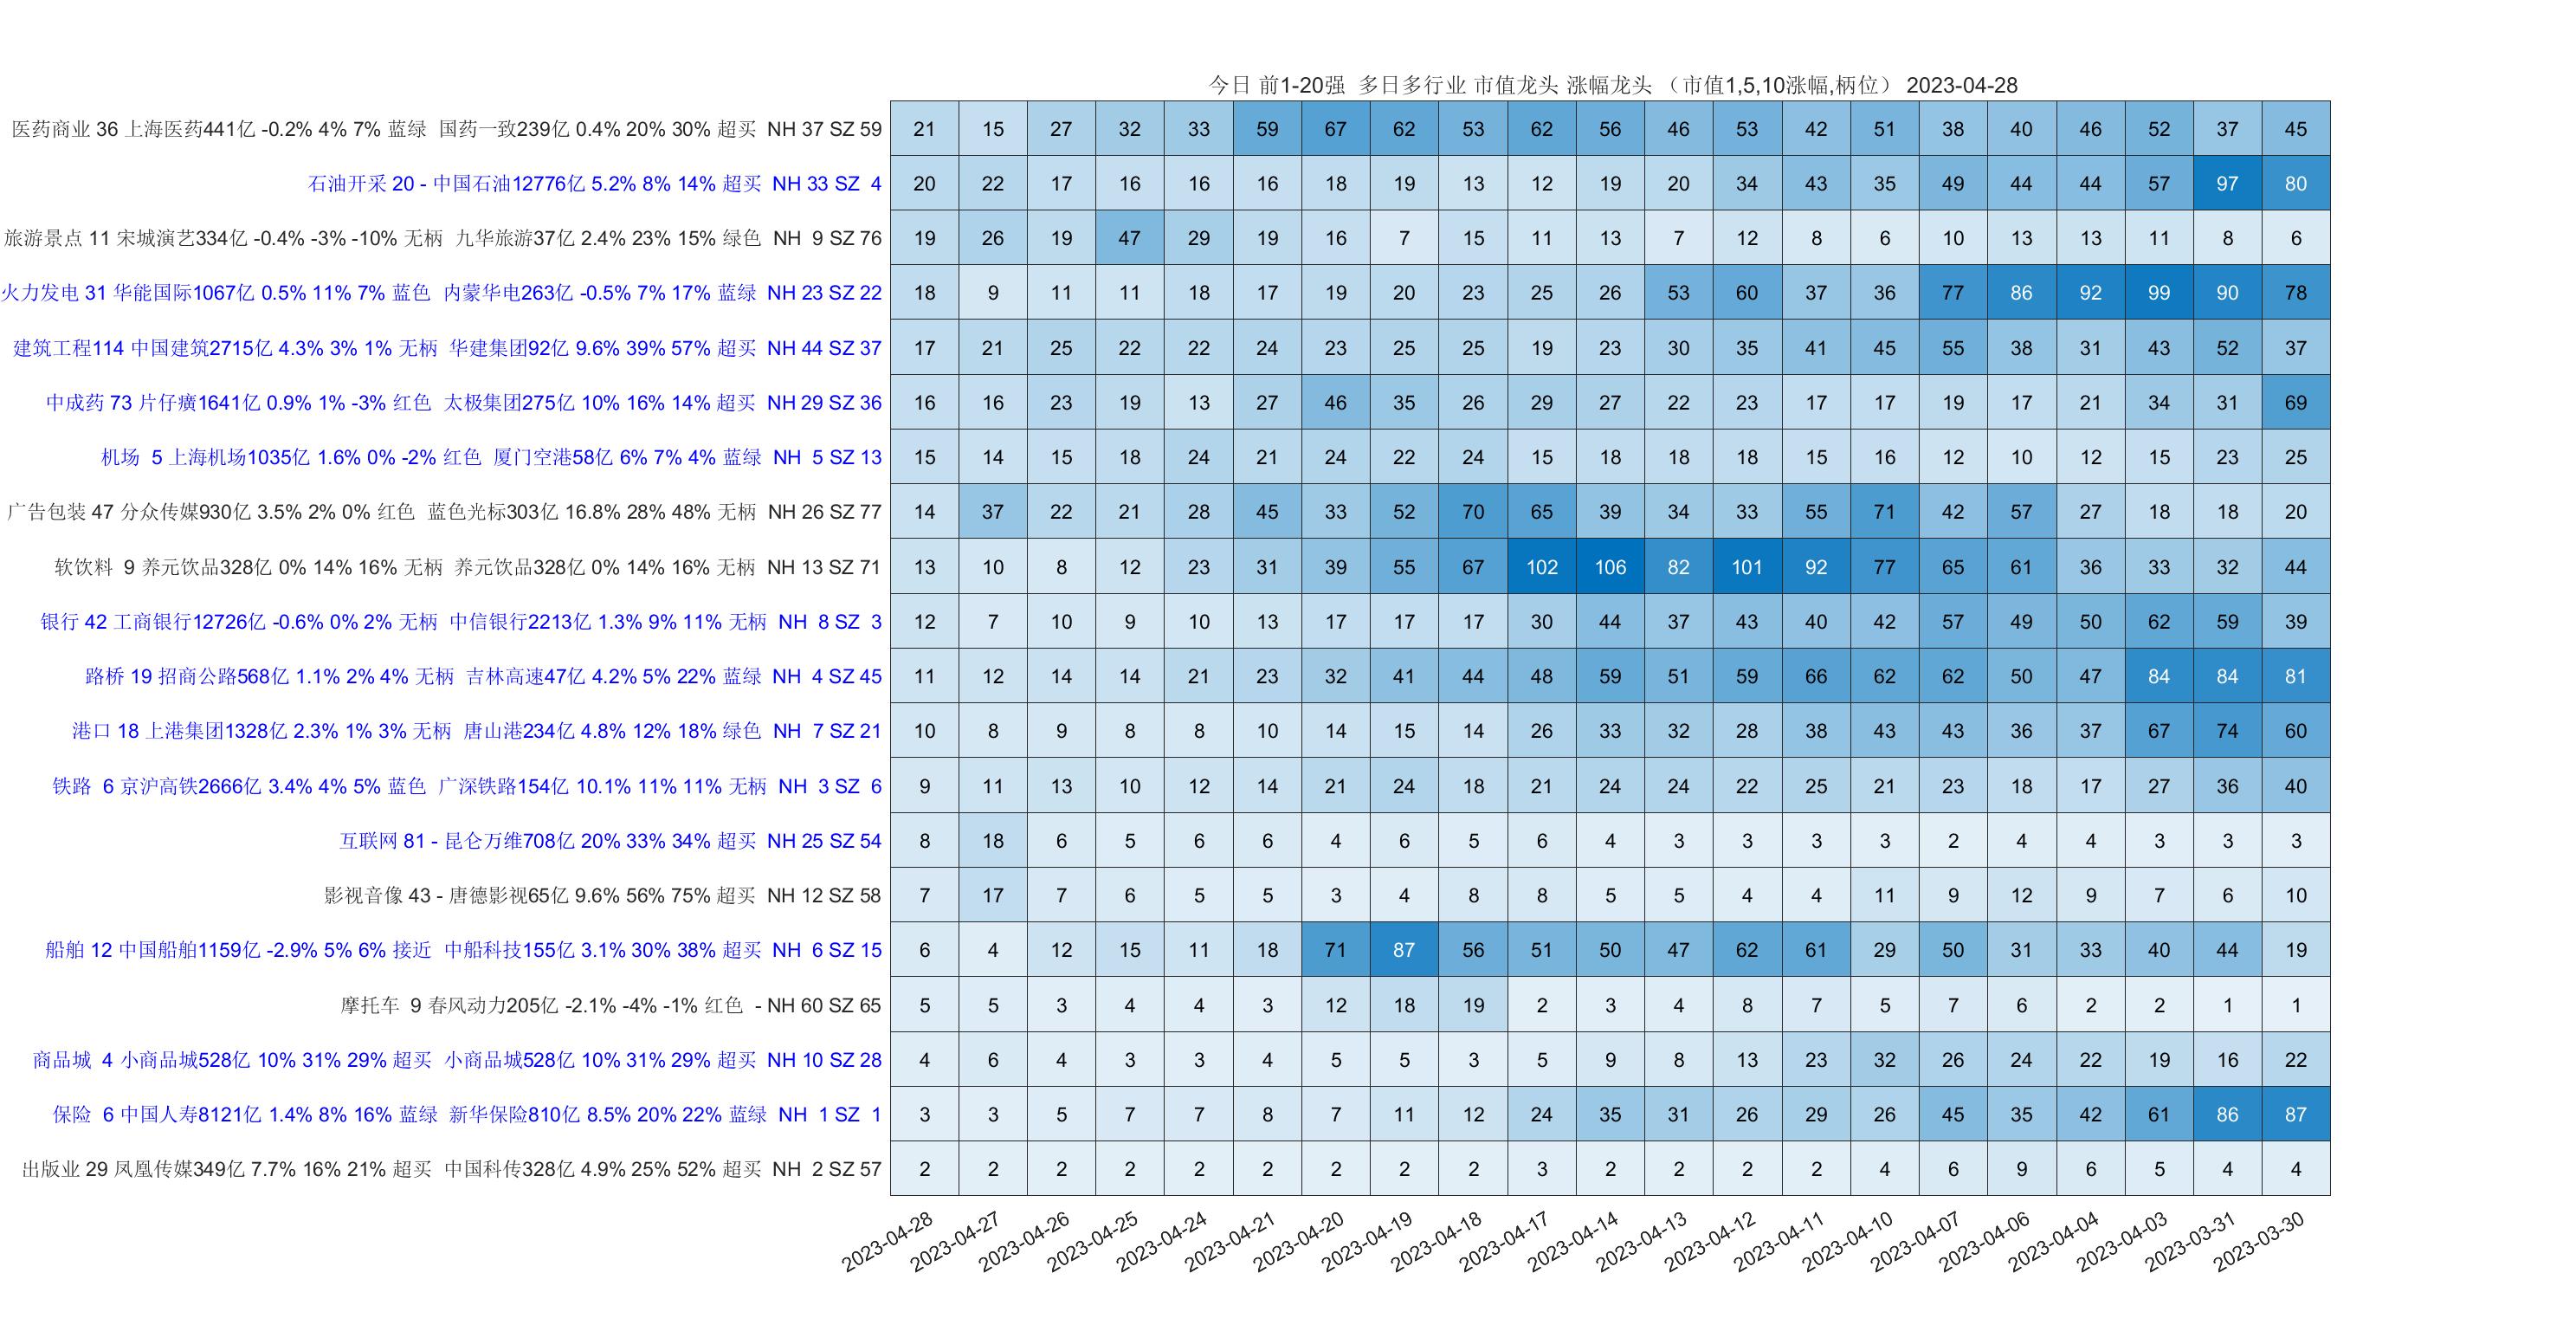 今日 前1-20强 多日多行业 市值龙头 涨幅龙头 （市值1,5,10涨幅,柄位） 2023-04-28
医药商业 36 上海医药441亿 -0.2% 4% 7% 蓝绿 国药一致239亿 0.4% 20% 30% 超买 NH 37 SZ 59 21 15 27 32 33 59 67 62 53 62 56 46 53 42 51 38 40 46 52 37 45
石油开采 20 - 中国石油12776亿 5.2% 8% 14% 超买 NH 33 SZ 4 20 22 17 16 16 16 18 19 13 12 19 20 34 43 35 49 44 44 57 97 80
旅游景点 11 宋城演艺334亿 -0.4% -3% -10% 无柄 九华旅游37亿 2.4% 23% 15% 绿色 NH 9 SZ 76 19 26 19 47 29 19 16 7 15 11 13 7 12 8 6 10 13 13 11 8 6
火力发电 31 华能国际1067亿 0.5% 11% 7% 蓝色 内蒙华电263亿 -0.5% 7% 17% 蓝绿 NH 23 SZ 22 18 9 11 11 18 17 19 20 23 25 26 53 60 37 36 77 86 92 99 90 78
建筑工程114 中国建筑2715亿 4.3% 3% 1% 无柄 华建集团92亿 9.6% 39% 57% 超买 NH 44 SZ 37 17 21 25 22 22 24 23 25 25 19 23 30 35 41 45 55 38 31 43 52 37
中成药 73 片仔癀1641亿 0.9% 1% -3% 红色 太极集团275亿 10% 16% 14% 超买 NH 29 SZ 36 16 16 23 19 13 27 46 35 26 29 27 22 23 17 17 19 17 21 34 31 69
机场 5 上海机场1035亿 1.6% 0% -2% 红色 厦门空港58亿 6% 7% 4% 蓝绿 NH 5 SZ 13 15 14 15 18 24 21 24 22 24 15 18 18 18 15 16 12 10 12 15 23 25
广告包装 47 分众传媒930亿 3.5% 2% 0% 红色 蓝色光标303亿 16.8% 28% 48% 无柄 NH 26 SZ 77 14 37 22 21 28 45 33 52 70 65 39 34 33 55 71 42 57 27 18 18 20
软饮料 9 养元饮品328亿 0% 14% 16% 无柄 养元饮品328亿 0% 14% 16% 无柄 NH 13 SZ 71 13 10 8 12 23 31 39 55 67 102 106 82 101 92 77 65 61 36 33 32 44
银行 42 工商银行12726亿 -0.6% 0% 2% 无柄 中信银行2213亿 1.3% 9% 11% 无柄 NH 8 SZ 3 12 7 10 9 10 13 17 17 17 30 44 37 43 40 42 57 49 50 62 59 39
路桥 19 招商公路568亿 1.1% 2% 4% 无柄 吉林高速47亿 4.2% 5% 22% 蓝绿 NH 4 SZ 45 11 12 14 14 21 23 32 41 44 48 59 51 59 66 62 62 50 47 84 84 81
港口 18 上港集团1328亿 2.3% 1% 3% 无柄 唐山港234亿 4.8% 12% 18% 绿色 NH 7 SZ 21 10 8 9 8 8 10 14 15 14 26 33 32 28 38 43 43 36 37 67 74 60
铁路 6 京沪高铁2666亿 3.4% 4% 5% 蓝色 广深铁路154亿 10.1% 11% 11% 无柄 NH 3 SZ 6 9 11 13 10 12 14 21 24 18 21 24 24 22 25 21 23 18 17 27 36 40
互联网 81 - 昆仑万维708亿 20% 33% 34% 超买 NH 25 SZ 54 8 18 6 5 6 6 4 6 5 6 4 3 3 3 3 2 4 4 3 3 3
影视音像 43 - 唐德影视65亿 9.6% 56% 75% 超买 NH 12 SZ 58 7 17 7 6 5 5 3 4 8 8 5 5 4 4 11 9 12 9 7 6 10
船舶 12 中国船舶1159亿 -2.9% 5% 6% 接近 中船科技155亿 3.1% 30% 38% 超买 NH 6 SZ 15 6 4 12 15 11 18 71 87 56 51 50 47 62 61 29 50 31 33 40 44 19
摩托车 9 春风动力205亿 -2.1% -4% -1% 红色 - NH 60 SZ 65 5 5 3 4 4 3 12 18 19 2 3 4 8 7 5 7 6 2 2 1 1
商品城 4 小商品城528亿 10% 31% 29% 超买 小商品城528亿 10% 31% 29% 超买 NH 10 SZ 28 4 6 4 3 3 4 5 5 3 5 9 8 13 23 32 26 24 22 19 16 22
保险 6 中国人寿8121亿 1.4% 8% 16% 蓝绿 新华保险810亿 8.5% 20% 22% 蓝绿 NH 1 SZ 1 3 3 5 7 7 8 7 11 12 24 35 31 26 29 26 45 35 42 61 86 87
出版业 29 凤凰传媒349亿 7.7% 16% 21% 超买 中国科传328亿 4.9% 25% 52% 超买 NH 2 SZ 57 2 2 2 2 2 2 2 2 2 3 2 2 2 2 4 6 9 6 5 4 4
2023-04-28 2023-04-27 2023-04-26 2023-04-25 2023-04-24 2023-04-21 2023-04-20 2023-04-19 2023-04-18 2023-04-17 2023-04-14 2023-04-13 2023-04-12 2023-04-11 2023-04-10 2023-04-07 2023-04-06 2023-04-04 2023-04-03 2023-03-31 2023-03-30